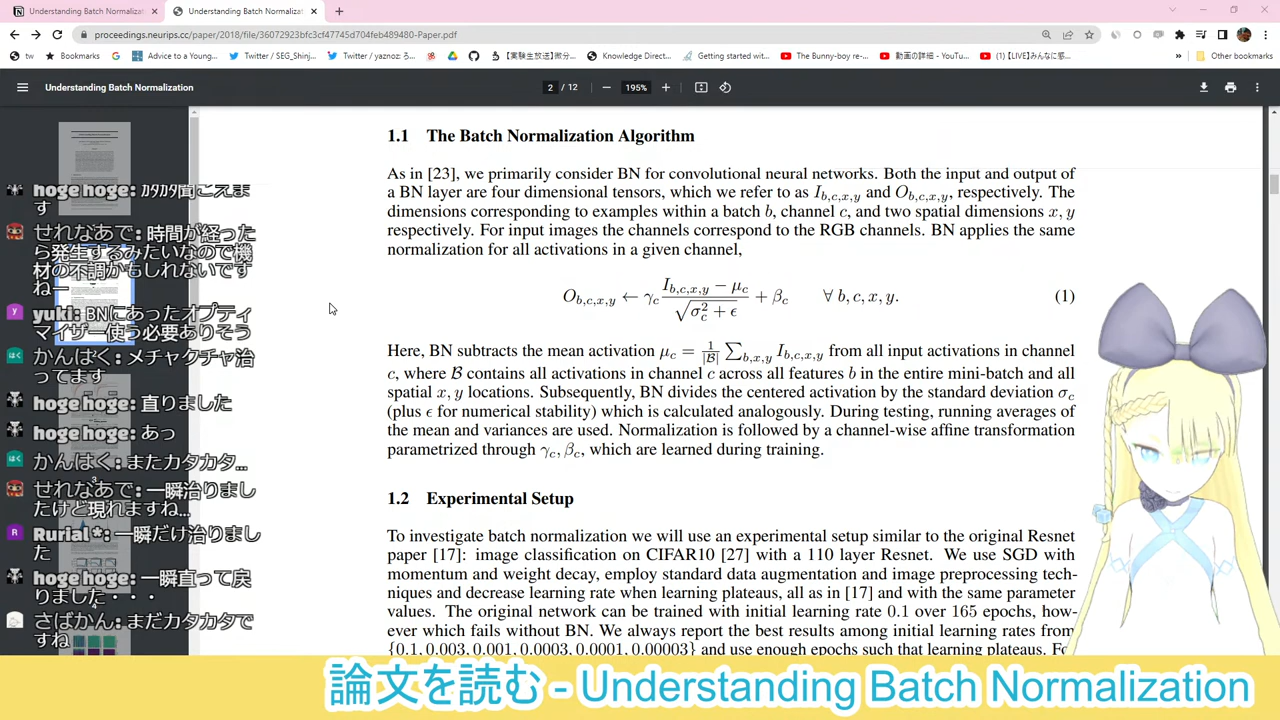 Understanding Batch Normalizati
Understanding Batch Normalizat
proceedings.neurips.cc/paper/2018/file/36072923bfc3cf47745d704feb489480-Paper.pdf
tw
Bookmarks
Advice to a Young...
Twitter / SEG_Shinj...
Twitter / yaznoz: ろ...
【実験生放送】微分...
Knowledge Direct...
Getting started wit...
The Bunny-boy re-...
動画の詳細 - YouTu...
(1)【LIVE】みんなに感...
Other bookmarks
Understanding Batch Normalization
2 / 12
195%
1.1 The Batch Normalization Algorithm
As in [23], we primarily consider BN for convolutional neural networks. Both the input and output of
a BN layer are four dimensional tensors, which we refer to as I_{b,c,x,y} and O_{b,c,x,y}, respectively. The
dimensions corresponding to examples within a batch b, channel c, and two spatial dimensions x, y
respectively. For input images the channels correspond to the RGB channels. BN applies the same
normalization for all activations in a given channel,
O_{b,c,x,y} ← γ_c (I_{b,c,x,y} − μ_c) / √(σ_c^2 + ϵ) + β_c ∀ b, c, x, y. (1)
Here, BN subtracts the mean activation μ_c = 1/|B| ∑_{b,x,y} I_{b,c,x,y} from all input activations in channel
c, where B contains all activations in channel c across all features b in the entire mini-batch and all
spatial x, y locations. Subsequently, BN divides the centered activation by the standard deviation σ_c
(plus ϵ for numerical stability) which is calculated analogously. During testing, running averages of
the mean and variances are used. Normalization is followed by a channel-wise affine transformation
parametrized through γ_c, β_c, which are learned during training.
1.2 Experimental Setup
To investigate batch normalization we will use an experimental setup similar to the original Resnet
paper [17]: image classification on CIFAR10 [27] with a 110 layer Resnet. We use SGD with
momentum and weight decay, employ standard data augmentation and image preprocessing tech-
niques and decrease learning rate when learning plateaus, all as in [17] and with the same parameter
values. The original network can be trained with initial learning rate 0.1 over 165 epochs, how-
ever which fails without BN. We always report the best results among initial learning rates from
{0.1, 0.003, 0.001, 0.0003, 0.0001, 0.00003} and use enough epochs such that learning plateaus. Fo
hoge hoge: ｶﾀｶﾀ聞こえま
す
せれなあで: 時間が経った
ら発生するみたいなので機
材の不調かもしれないです
ねー
yuki: BNにあったオプティ
マイザー使う必要ありそう
かんぱく: メチャクチャ治
ってます
hoge hoge: 直りました
hoge hoge: あっ
かんぱく: またカタカタ...
せれなあで: 一瞬治りまし
たけど現れますね...
Rurial *: 一瞬だけ治りまし
た
hoge hoge: 一瞬直って戻
りました・・・
さばかん: まだカタカタで
すね
論文を読む - Understanding Batch Normalization